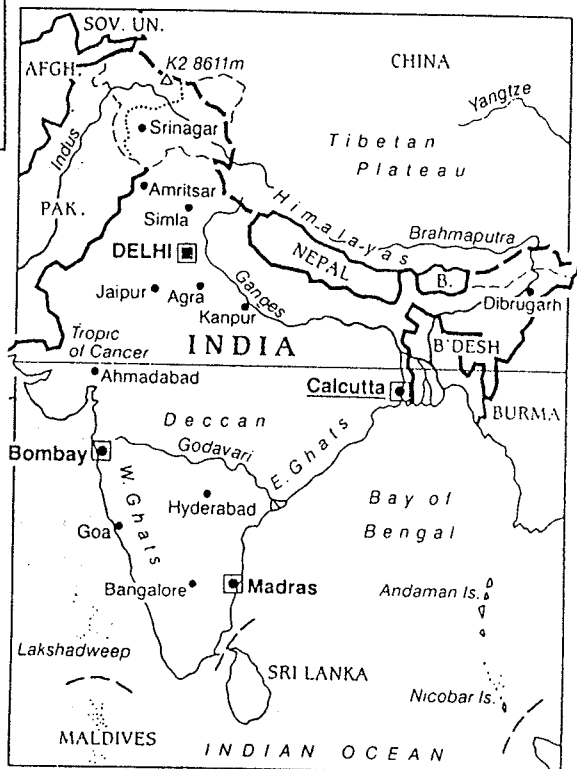 SOV. UN.
AFGH.
K2 8611m
CHINA
Yangtze
Indus
Srinagar
Tibetan
Plateau
Amritsar
PAK.
Simla
Himalayas
Brahmaputra
DELHI
NEPAL
B.
Jaipur
Agra
Ganges
Dibrugarh
Kanpur
Tropic
of Cancer
INDIA
B'DESH
Ahmadabad
Calcutta
BURMA
Deccan
Godavari
E. Ghats
Bombay
W. Ghats
Hyderabad
Bay of
Bengal
Goa
Bangalore
Madras
Andaman Is.
Lakshadweep
SRI LANKA
Nicobar Is.
MALDIVES
INDIAN OCEAN